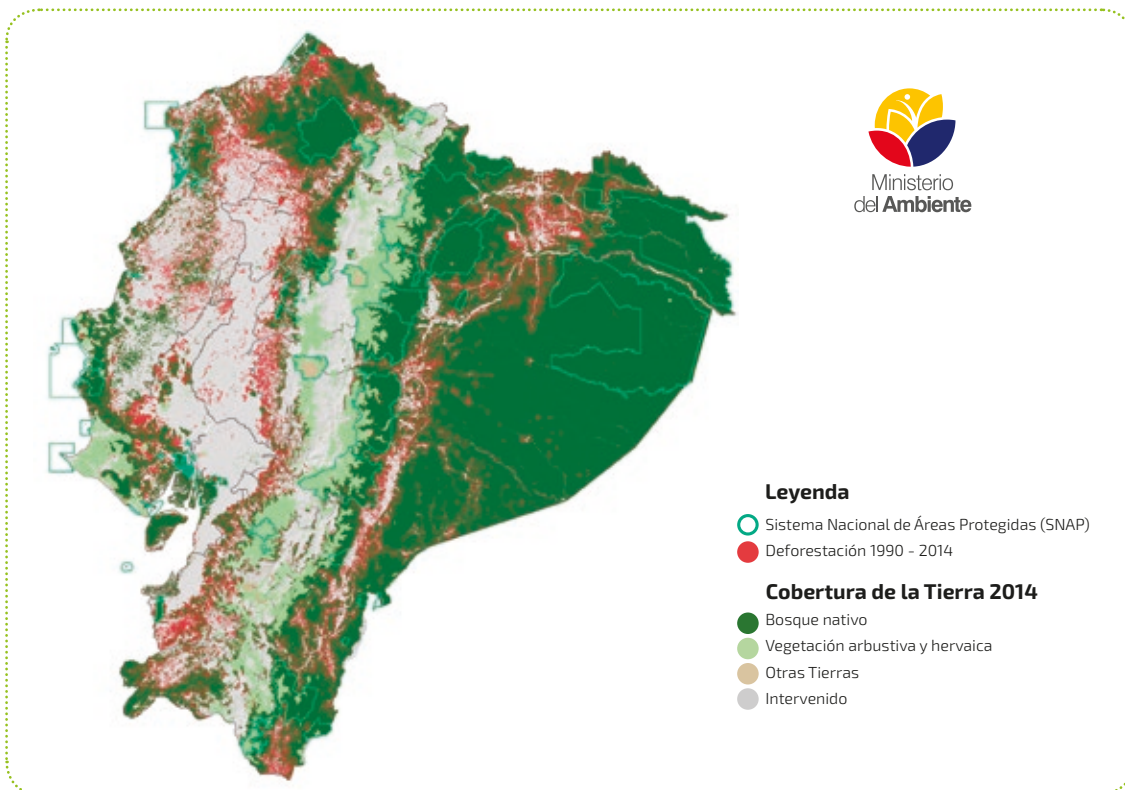 Ministerio
del Ambiente
Leyenda
Sistema Nacional de Áreas Protegidas (SNAP)
Deforestación 1990 - 2014
Cobertura de la Tierra 2014
Bosque nativo
Vegetación arbustiva y hervaica
Otras Tierras
Intervenido